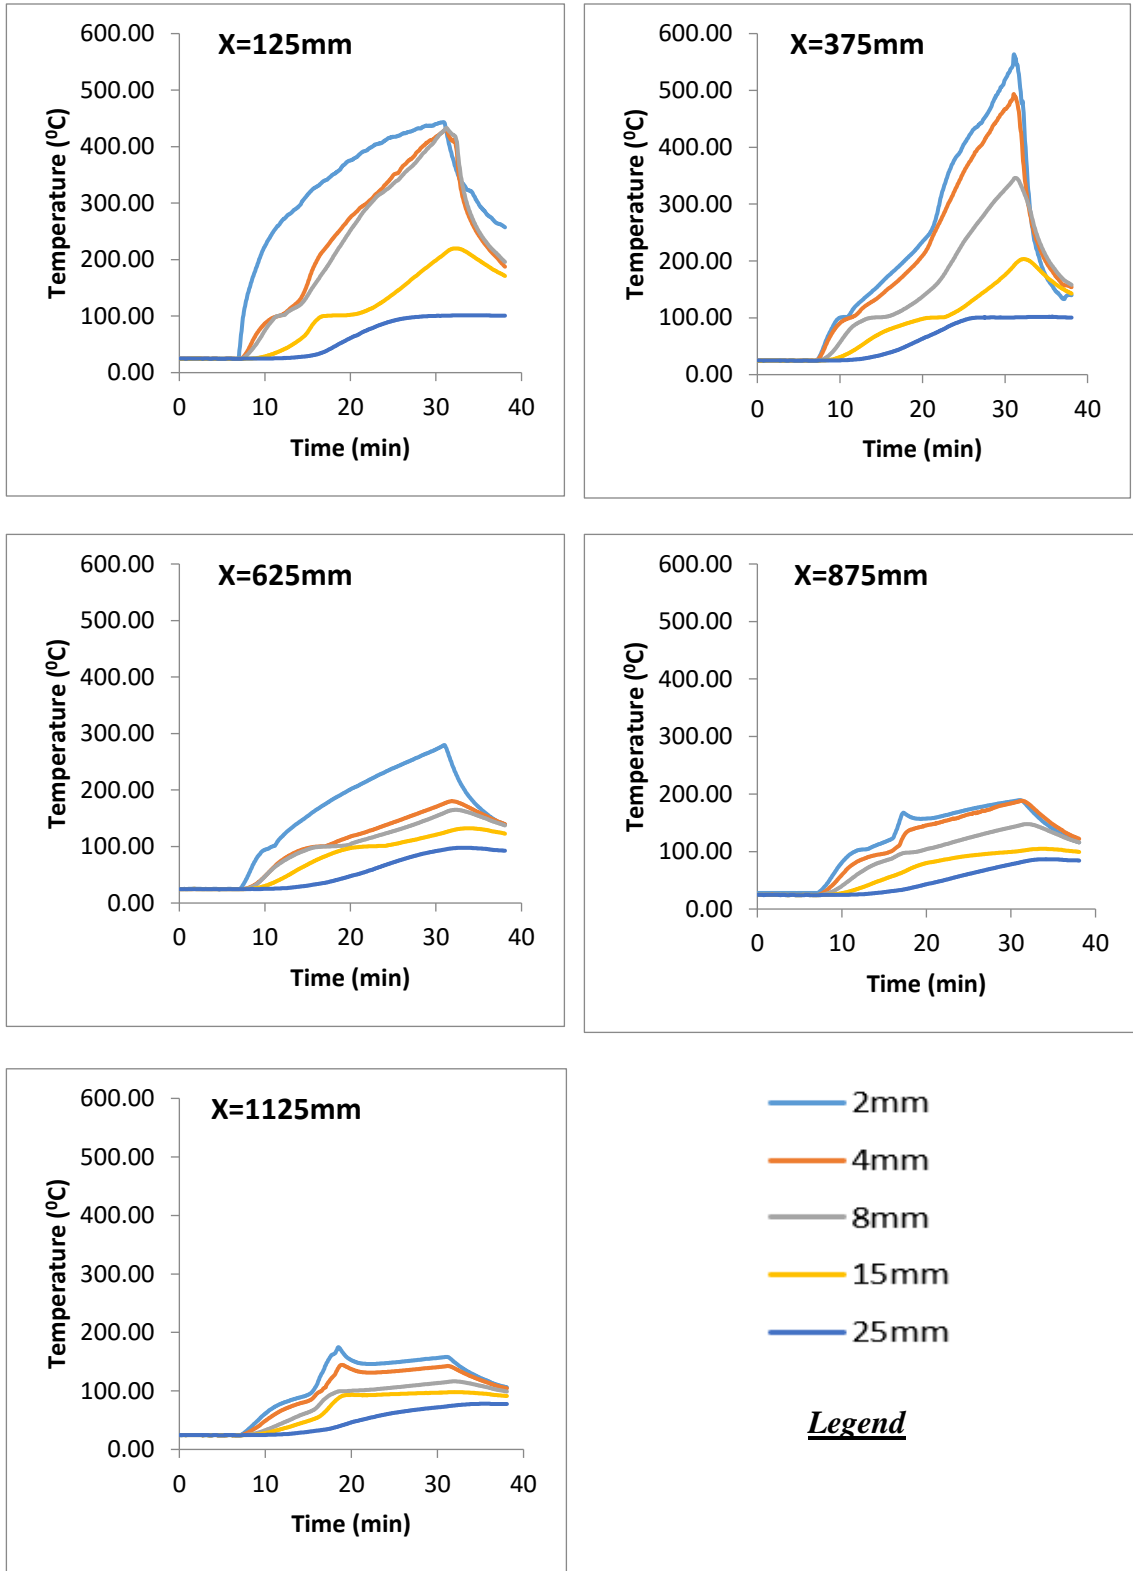 X=125mm
Temperature (⁰C)
600.00
500.00
400.00
300.00
200.00
100.00
0.00
0 10 20 30 40
Time (min)
X=375mm
Temperature (⁰C)
600.00
500.00
400.00
300.00
200.00
100.00
0.00
0 10 20 30 40
Time (min)
X=625mm
Temperature (⁰C)
600.00
500.00
400.00
300.00
200.00
100.00
0.00
0 10 20 30 40
Time (min)
X=875mm
Temperature (⁰C)
600.00
500.00
400.00
300.00
200.00
100.00
0.00
0 10 20 30 40
Time (min)
X=1125mm
Temperature (⁰C)
600.00
500.00
400.00
300.00
200.00
100.00
0.00
0 10 20 30 40
Time (min)
2mm
4mm
8mm
15mm
25mm
Legend